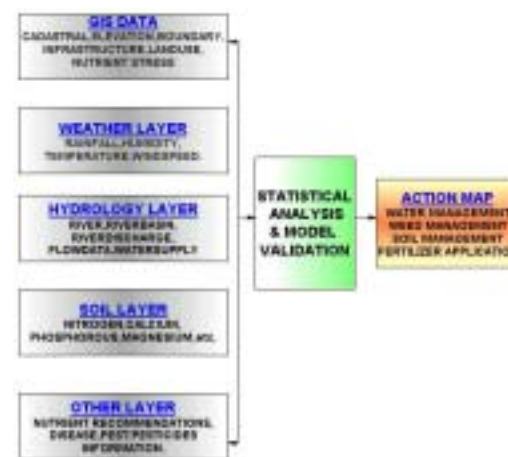 GIS DATA
CADASTRAL,ELEVATION,BOUNDARY,
INFRASTRUCTURE,LANDUSE,
NUTRIENT STRESS
WEATHER LAYER
RAINFALL,HUMIDITY,
TEMPERATURE,WINDSPEED.
HYDROLOGY LAYER
RIVER,RIVERBASIN,
RIVERDISCHARGE
FLOWDATA,WATERSUPPLY
SOIL LAYER
NITROGEN,CALCIUM,
PHOSPHOROUS,MAGNESIUM,etc.
OTHER LAYER
NUTRIENT RECOMMENDATIONS,
DISEASE,PEST/PESTICIDES
INFORMATION.
STATISTICAL
ANALYSIS
& MODEL
VALIDATION
ACTION MAP
WATER MANAGEMENT
WEED MANAGEMENT
SOIL MANAGEMENT
FERTILIZER APPLICATION